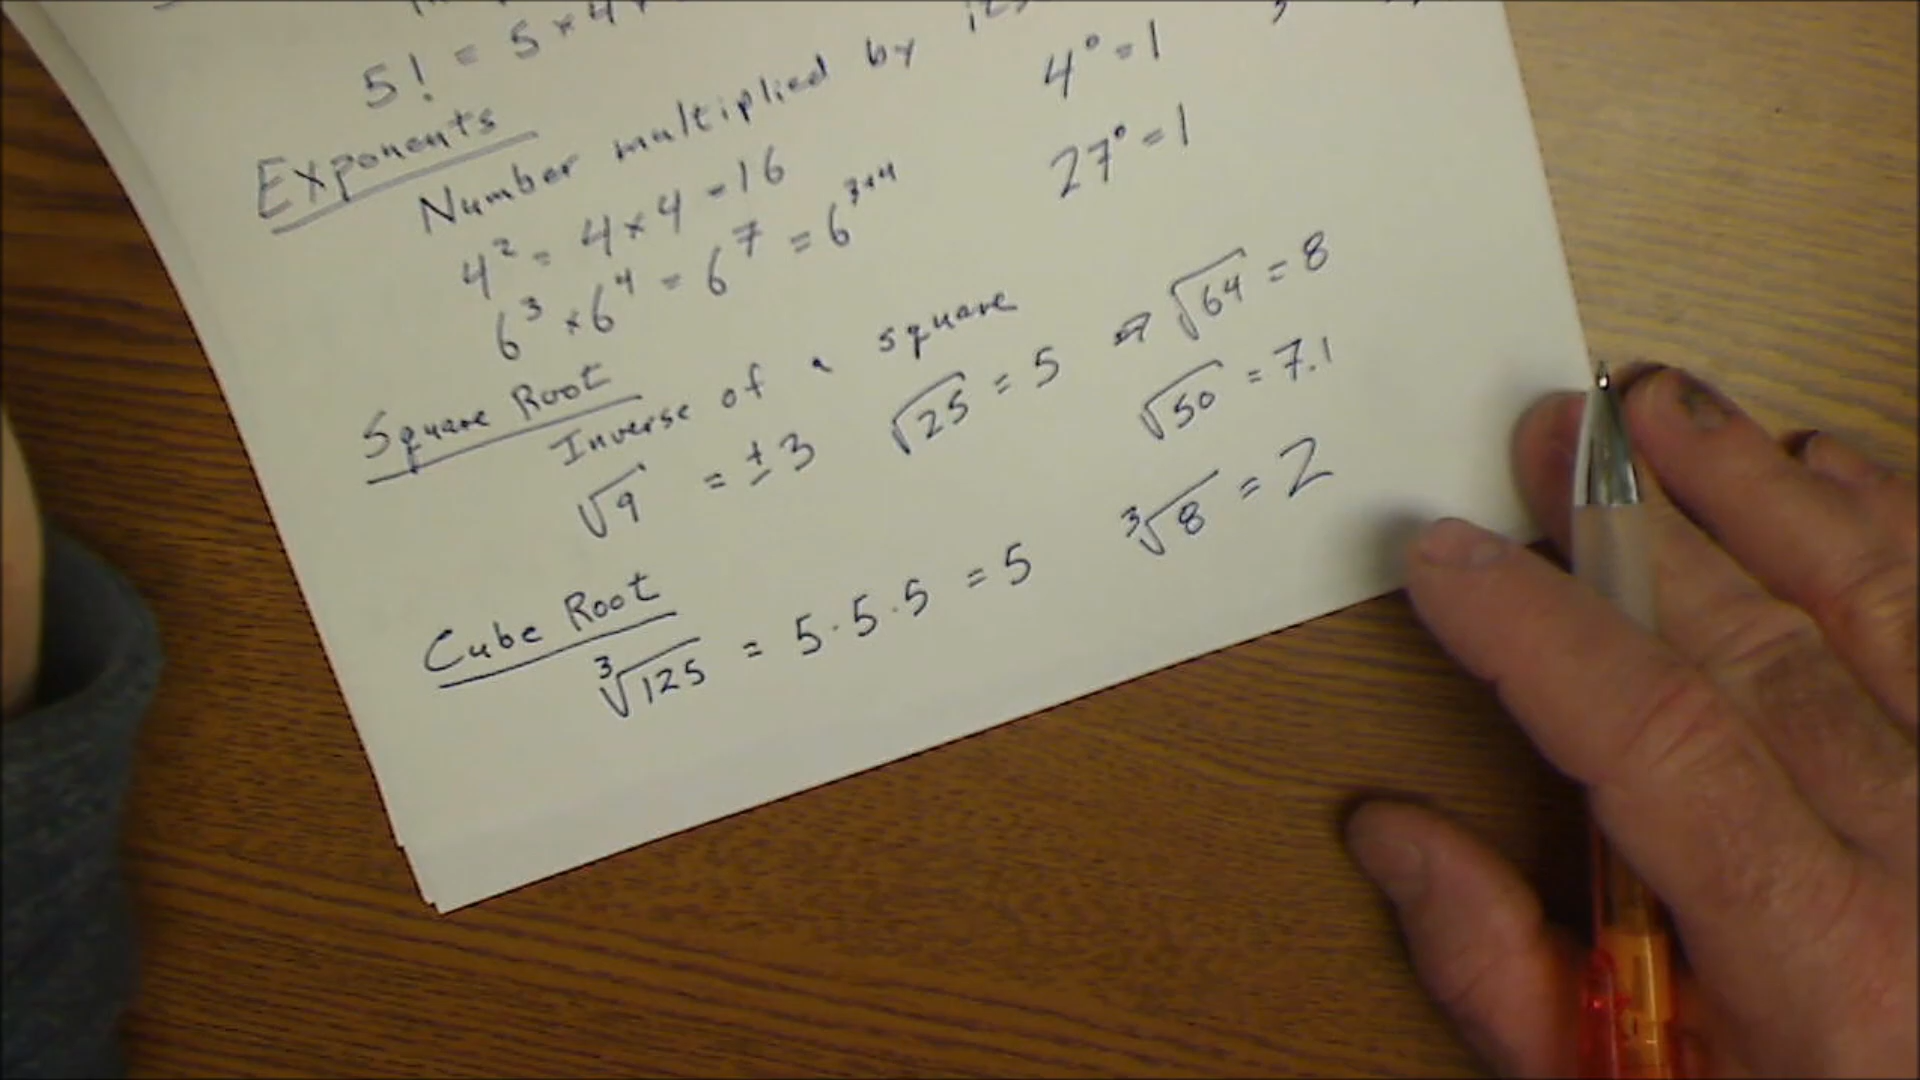 5! = 5 × 4
Exponents
Number multiplied by
4² = 4 × 4 = 16
4⁰ = 1
6³ × 6⁴ = 6⁷ = 6³⁺⁴
27⁰ = 1
Square Root
Inverse of a square
√9 = ± 3
√25 = 5
⇒ √64 = 8
√50 = 7.1
Cube Root
³√125 = 5 · 5 · 5 = 5
³√8 = 2